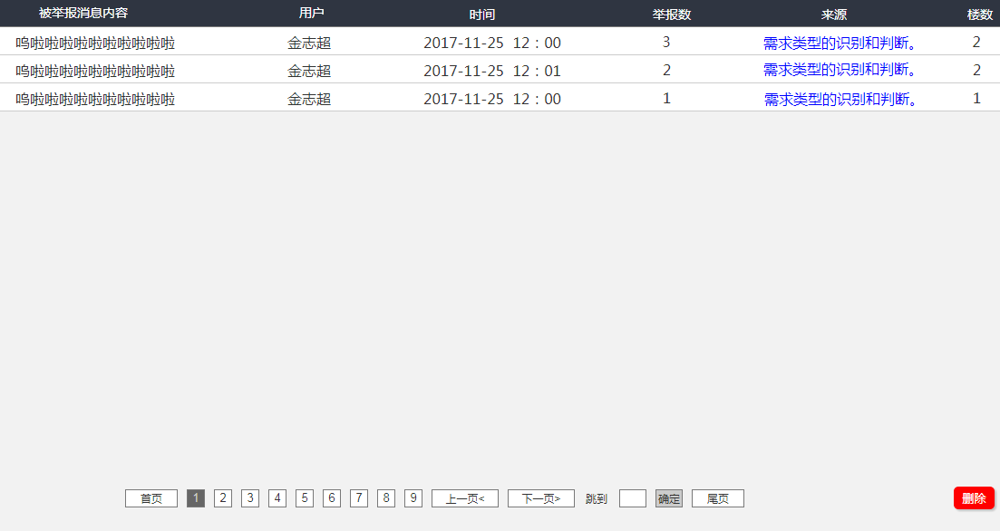 被举报消息内容 用户 时间 举报数 来源 楼数
呜啦啦啦啦啦啦啦啦啦啦 金志超 2017-11-25 12：00 3 需求类型的识别和判断。 2
呜啦啦啦啦啦啦啦啦啦啦 金志超 2017-11-25 12：01 2 需求类型的识别和判断。 2
呜啦啦啦啦啦啦啦啦啦啦 金志超 2017-11-25 12：00 1 需求类型的识别和判断。 1
首页 1 2 3 4 5 6 7 8 9 上一页< 下一页> 跳到 确定 尾页 删除